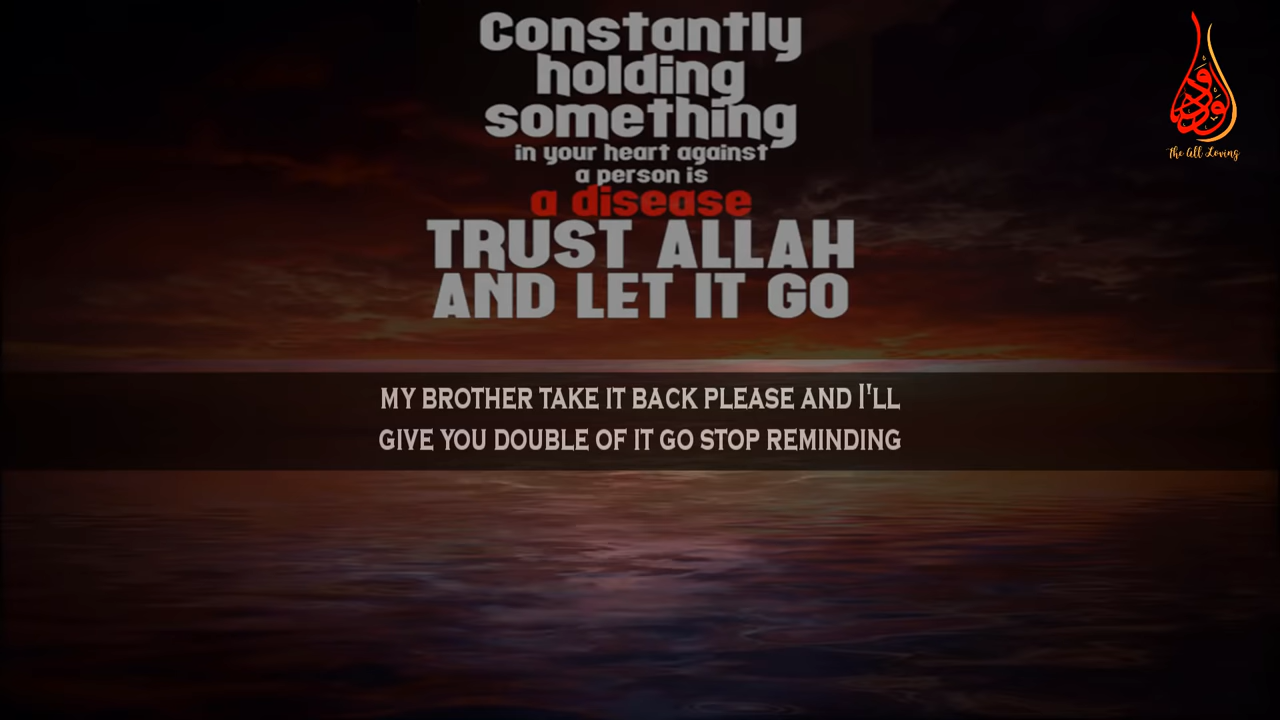 Constantly
holding
something
in your heart against
a person is
a disease
TRUST ALLAH
AND LET IT GO
The All Loving
MY BROTHER TAKE IT BACK PLEASE AND I'LL
GIVE YOU DOUBLE OF IT GO STOP REMINDING